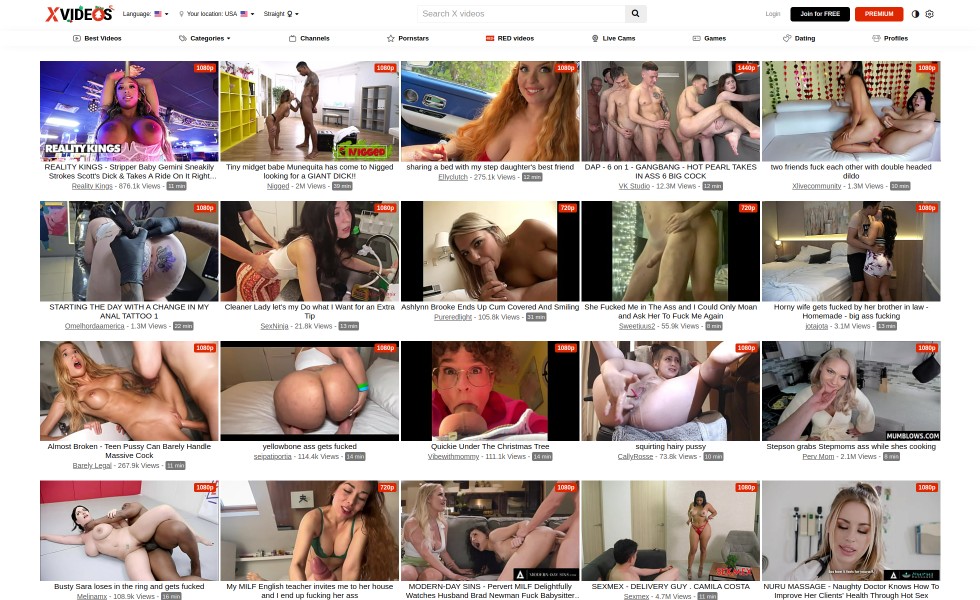 XVIDEOS
Language:
Your location: USA
Straight
Search X videos
Login
Join for FREE
PREMIUM
Best Videos
Categories
Channels
Pornstars
RED videos
Live Cams
Games
Dating
Profiles
1080p
REALITY KINGS
REALITY KINGS - Stripper Baby Gemini Sneakily
Strokes Scott's Dick & Takes A Ride On It Right...
Reality Kings - 876.1k Views - 11 min
1080p
Tiny midget babe Munequita has come to Nigged
looking for a GIANT DICK!!
Nigged - 2M Views - 39 min
1080p
sharing a bed with my step daughter's best friend
Ellyclutch - 275.1k Views - 12 min
1440p
DAP - 6 on 1 - GANGBANG - HOT PEARL TAKES
IN ASS 6 BIG COCK
VK Studio - 12.3M Views - 12 min
1080p
two friends fuck each other with double headed
dildo
Xlivecommunity - 1.3M Views - 10 min
1080p
STARTING THE DAY WITH A CHANGE IN MY
ANAL TATTOO 1
Omelhordaamerica - 1.3M Views - 22 min
1080p
Cleaner Lady let's my Do what I Want for an Extra
Tip
SexNinja - 21.8k Views - 13 min
720p
Ashlynn Brooke Ends Up Cum Covered And Smiling
Pureredlight - 105.8k Views - 31 min
720p
She Fucked Me in The Ass and I Could Only Moan
and Ask Her To Fuck Me Again
Sweetiuus2 - 55.9k Views - 8 min
1080p
Horny wife gets fucked by her brother in law -
Homemade - big ass fucking
jotajota - 3.1M Views - 13 min
1080p
Almost Broken - Teen Pussy Can Barely Handle
Massive Cock
Barely Legal - 267.9k Views - 11 min
1080p
yellowbone ass gets fucked
seipatiportia - 114.4k Views - 14 min
1080p
Quickie Under The Christmas Tree
Vibewithmommy - 111.1k Views - 14 min
1080p
squirting hairy pussy
CallyRosse - 73.8k Views - 10 min
1080p
MUMBLOWS.COM
Stepson grabs Stepmoms ass while shes cooking
Perv Mom - 2.1M Views - 8 min
1080p
Busty Sara loses in the ring and gets fucked
Melinamx - 108.9k Views - 16 min
720p
My MILF English teacher invites me to her house
and I end up fucking her ass
1080p
MODERN-DAY SINS
MODERN-DAY SINS - Pervert MILF Delightfully
Watches Husband Brad Newman Fuck Babysitter...
1080p
SEXMEX
SEXMEX - DELIVERY GUY . CAMILA COSTA
Sexmex - 4.7M Views - 11 min
1080p
NURU MASSAGE - Naughty Doctor Knows How To
Improve Her Clients' Health Through Hot Sex